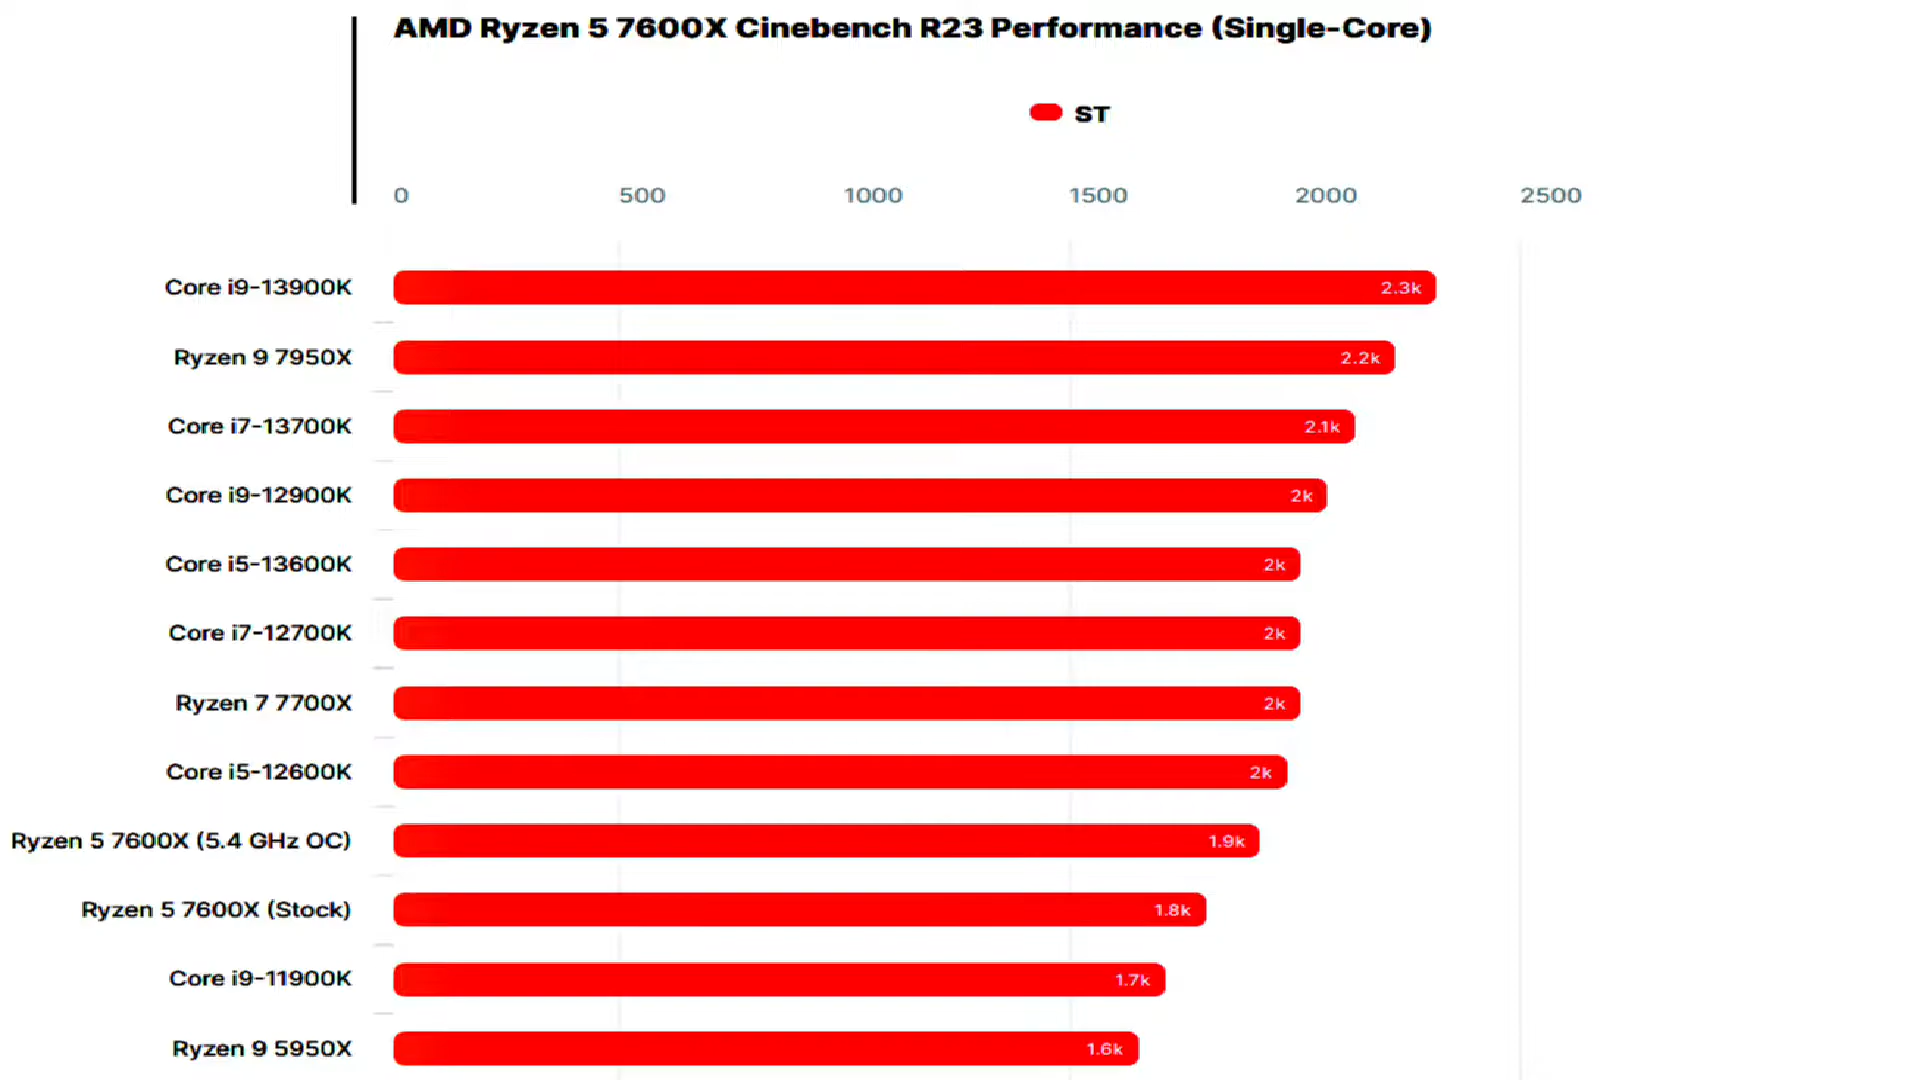 AMD Ryzen 5 7600X Cinebench R23 Performance (Single-Core)
ST
0 500 1000 1500 2000 2500
Core i9-13900K 2.3k
Ryzen 9 7950X 2.2k
Core i7-13700K 2.1k
Core i9-12900K 2k
Core i5-13600K 2k
Core i7-12700K 2k
Ryzen 7 7700X 2k
Core i5-12600K 2k
Ryzen 5 7600X (5.4 GHz OC) 1.9k
Ryzen 5 7600X (Stock) 1.8k
Core i9-11900K 1.7k
Ryzen 9 5950X 1.6k